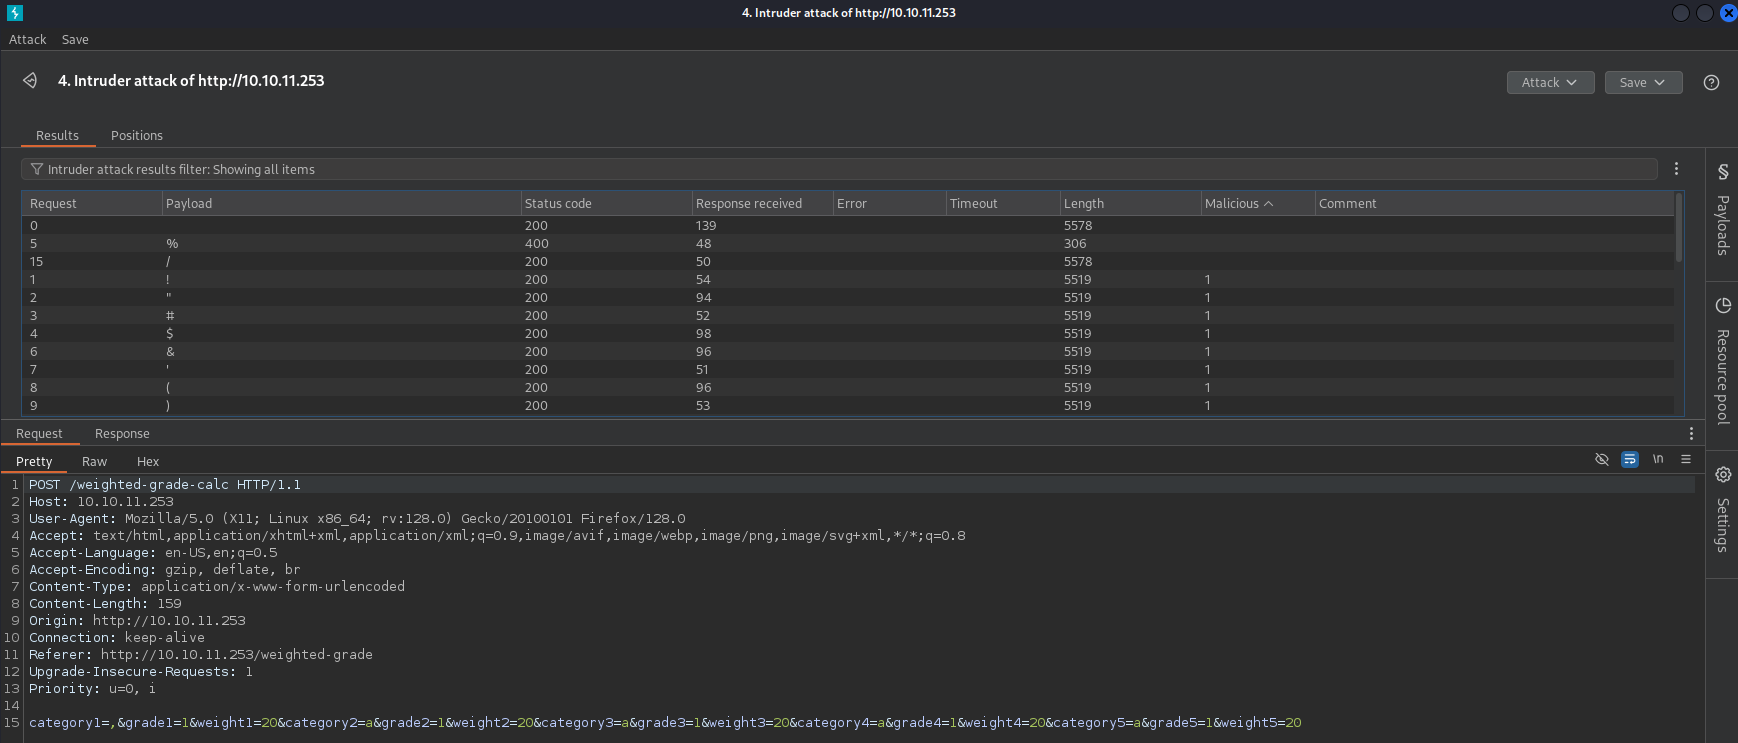 4. Intruder attack of http://10.10.11.253
Attack Save
4. Intruder attack of http://10.10.11.253
Attack Save ?
Results Positions
Intruder attack results filter: Showing all items
Request Payload Status code Response received Error Timeout Length Malicious Comment
0 200 139 5578
5 % 400 48 306
15 / 200 50 5578
1 ! 200 54 5519 1
2 " 200 94 5519 1
3 # 200 52 5519 1
4 $ 200 98 5519 1
6 & 200 96 5519 1
7 ' 200 51 5519 1
8 ( 200 96 5519 1
9 ) 200 53 5519 1
Payloads
Resource pool
Settings
Request Response
Pretty Raw Hex \n
1 POST /weighted-grade-calc HTTP/1.1
2 Host: 10.10.11.253
3 User-Agent: Mozilla/5.0 (X11; Linux x86_64; rv:128.0) Gecko/20100101 Firefox/128.0
4 Accept: text/html,application/xhtml+xml,application/xml;q=0.9,image/avif,image/webp,image/png,image/svg+xml,*/*;q=0.8
5 Accept-Language: en-US,en;q=0.5
6 Accept-Encoding: gzip, deflate, br
7 Content-Type: application/x-www-form-urlencoded
8 Content-Length: 159
9 Origin: http://10.10.11.253
10 Connection: keep-alive
11 Referer: http://10.10.11.253/weighted-grade
12 Upgrade-Insecure-Requests: 1
13 Priority: u=0, i
14
15 category1=,&grade1=1&weight1=20&category2=a&grade2=1&weight2=20&category3=a&grade3=1&weight3=20&category4=a&grade4=1&weight4=20&category5=a&grade5=1&weight5=20